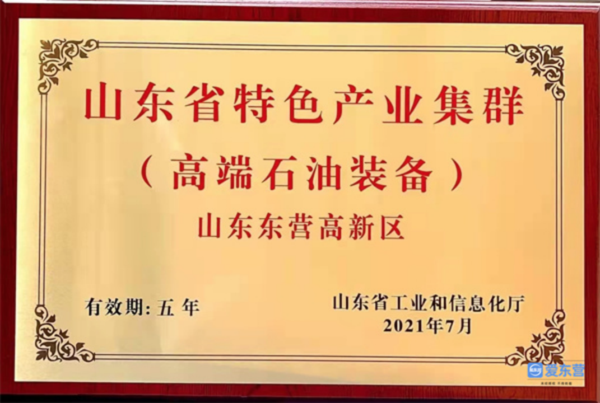 山东省特色产业集群
（高端石油装备）
山东东营高新区
有效期: 五年
山东省工业和信息化厅
2021年7月
爱东营